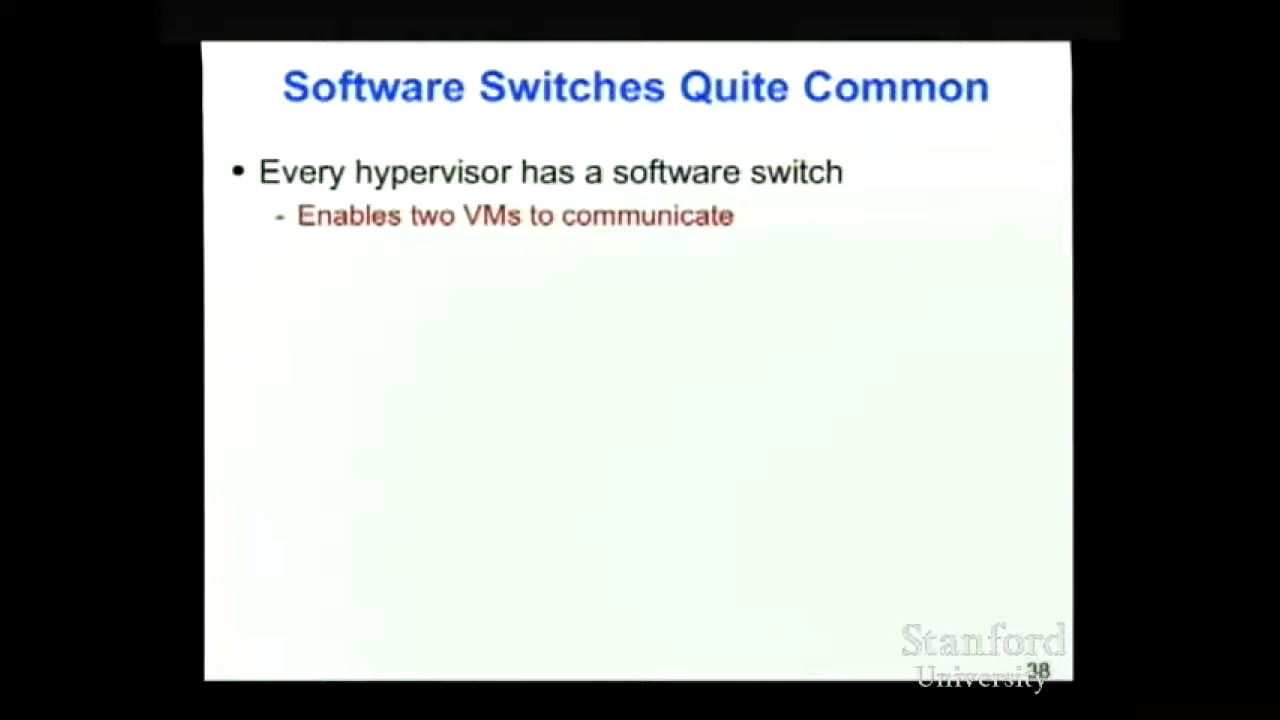 Software Switches Quite Common
• Every hypervisor has a software switch
- Enables two VMs to communicate
Stanford
University
38